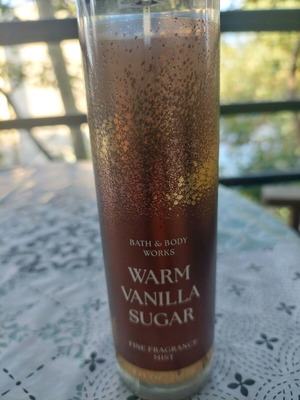 BATH & BODY
WORKS
WARM
VANILLA
SUGAR
FINE FRAGRANCE
MIST